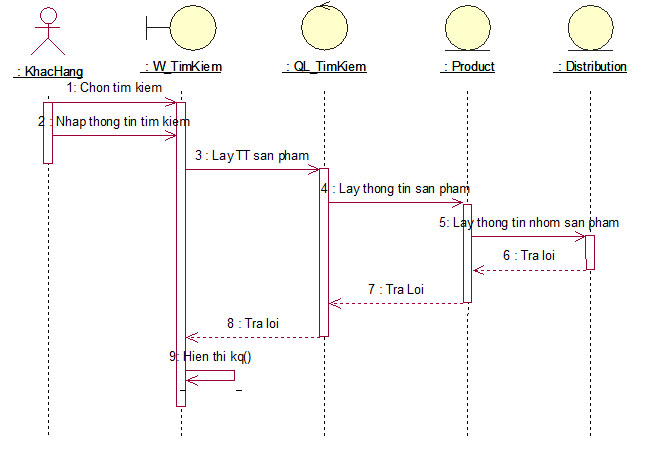 : KhacHang
: W_TimKiem
: QL_TimKiem
: Product
: Distribution
1: Chon tim kiem
2 : Nhap thong tin tim kiem
3 : Lay TT san pham
4 : Lay thong tin san pham
5: Lay thong tin nhom san pham
6 : Tra loi
7 : Tra Loi
8 : Tra loi
9: Hien thi kq()